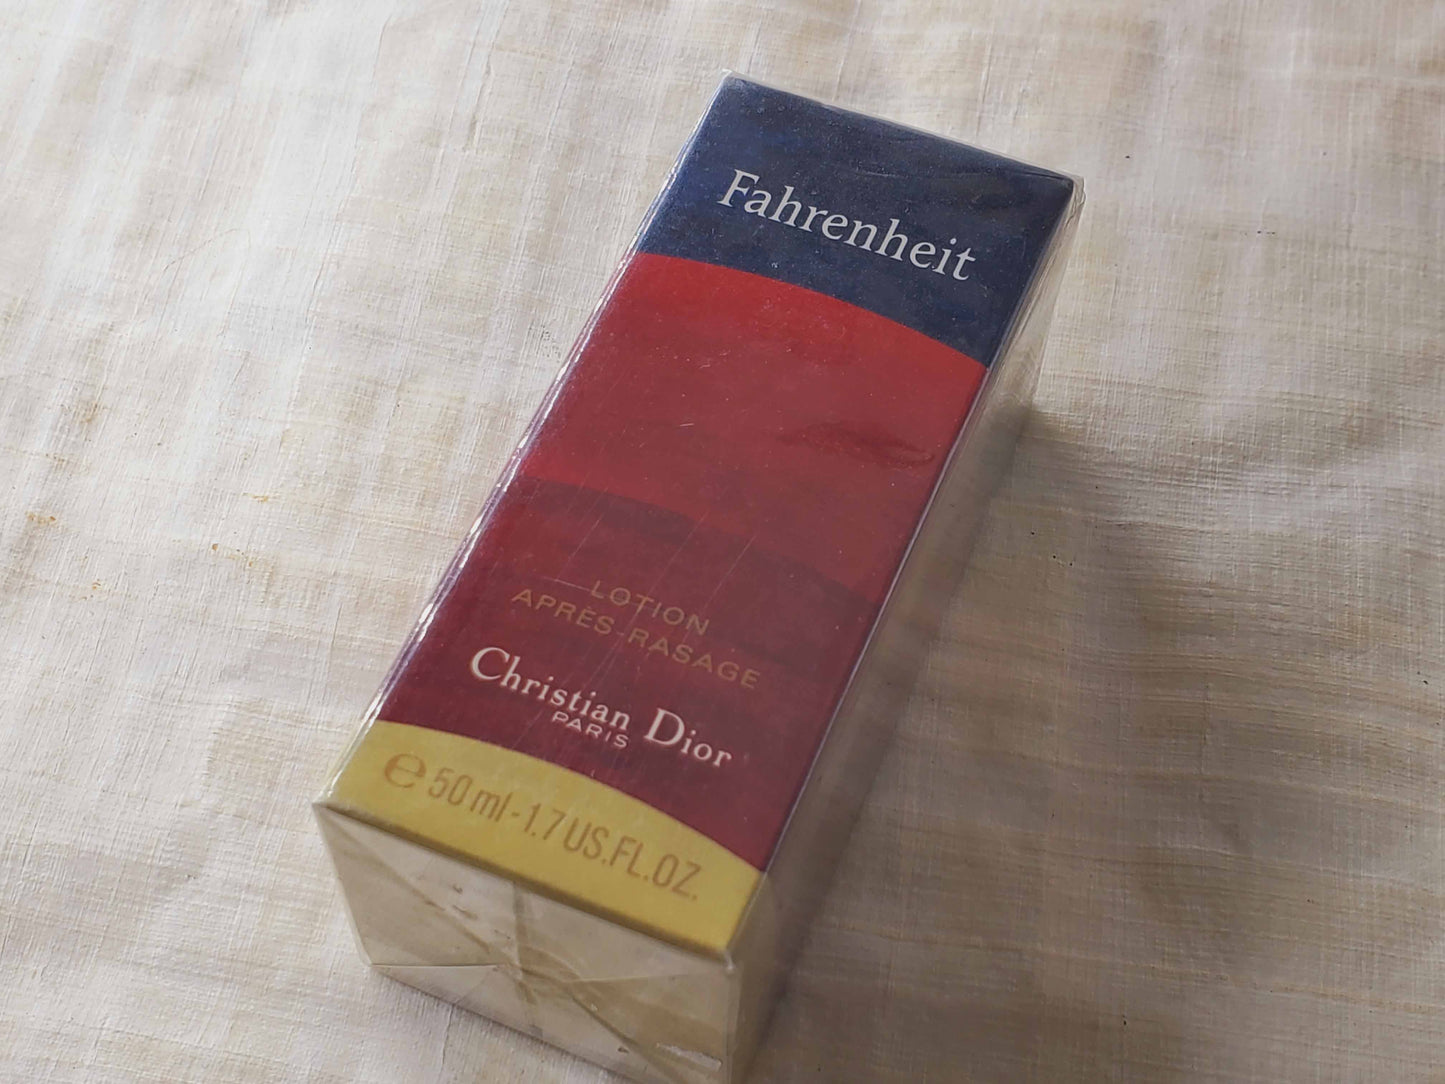 Fahrenheit
LOTION
APRÈS-RASAGE
Christian Dior
PARIS
℮ 50 ml - 1.7 US.FL.OZ.